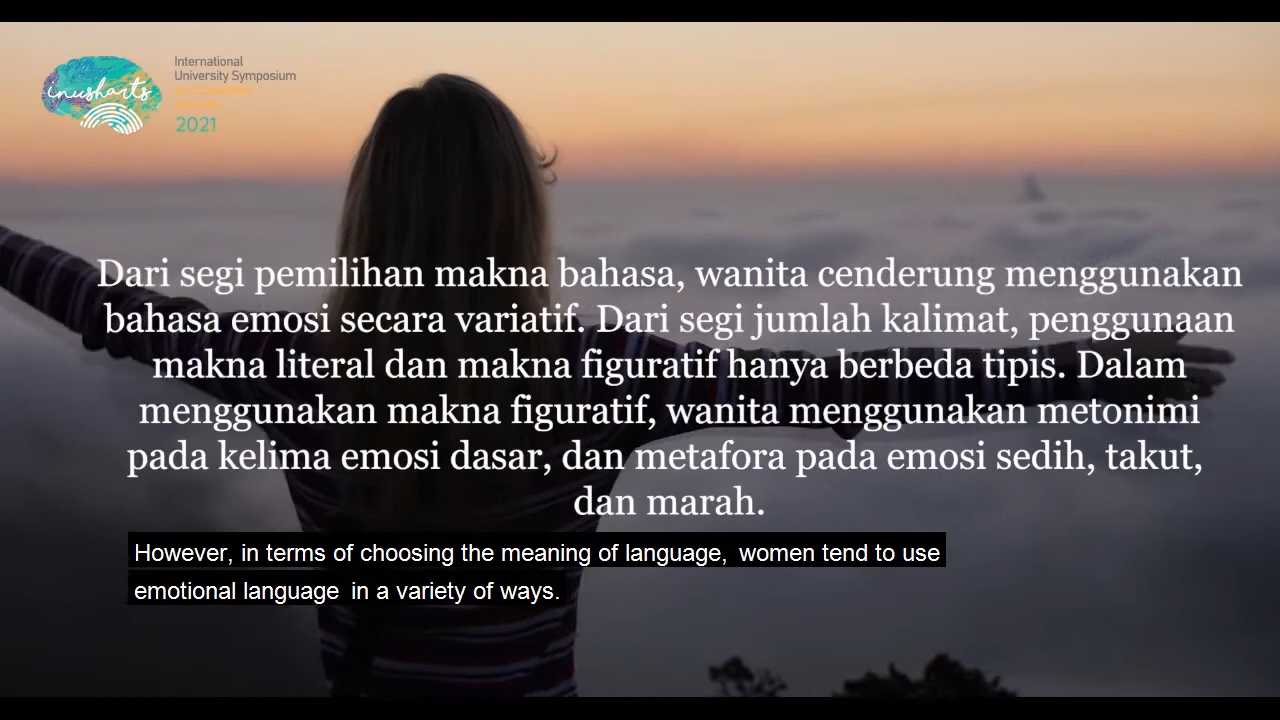 inusharts
International
University Symposium
2021
Dari segi pemilihan makna bahasa, wanita cenderung menggunakan
bahasa emosi secara variatif. Dari segi jumlah kalimat, penggunaan
makna literal dan makna figuratif hanya berbeda tipis. Dalam
menggunakan makna figuratif, wanita menggunakan metonimi
pada kelima emosi dasar, dan metafora pada emosi sedih, takut,
dan marah.
However, in terms of choosing the meaning of language, women tend to use
emotional language in a variety of ways.